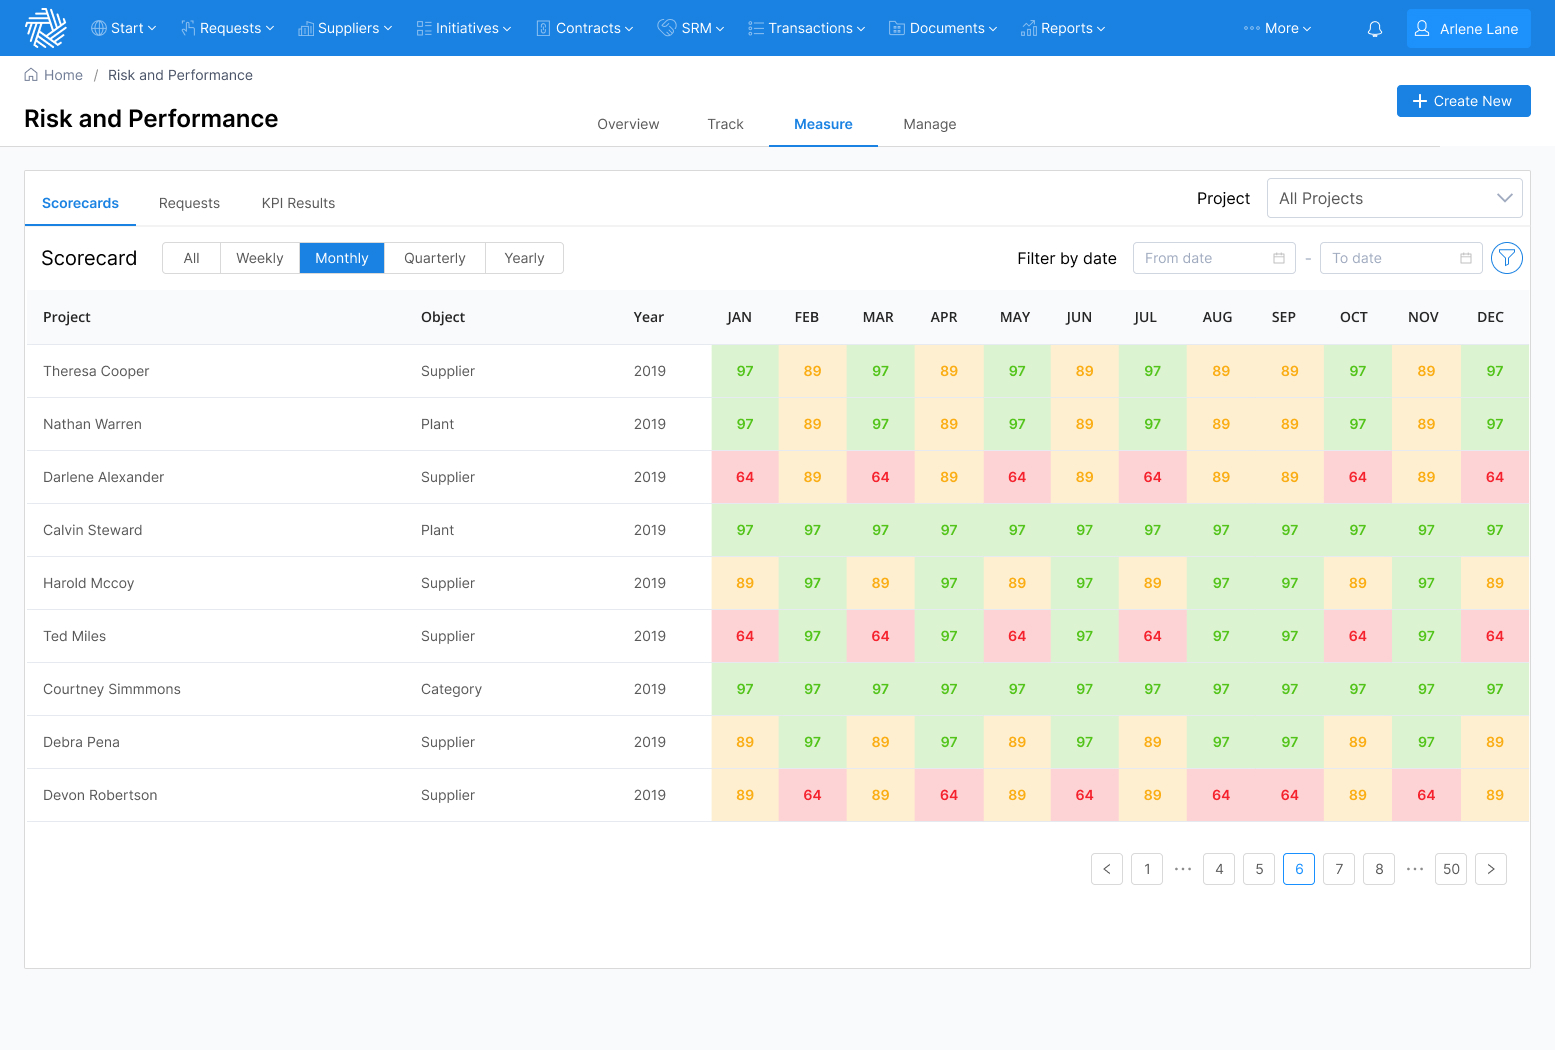 Start Requests Suppliers Initiatives Contracts SRM Transactions Documents Reports ••• More Arlene Lane
Home / Risk and Performance
Create New
Risk and Performance
Overview Track Measure Manage
Scorecards Requests KPI Results Project All Projects
Scorecard All Weekly Monthly Quarterly Yearly Filter by date From date - To date
Project Object Year JAN FEB MAR APR MAY JUN JUL AUG SEP OCT NOV DEC
Theresa Cooper Supplier 2019 97 89 97 89 97 89 97 89 89 97 89 97
Nathan Warren Plant 2019 97 89 97 89 97 89 97 89 89 97 89 97
Darlene Alexander Supplier 2019 64 89 64 89 64 89 64 89 89 64 89 64
Calvin Steward Plant 2019 97 97 97 97 97 97 97 97 97 97 97 97
Harold Mccoy Supplier 2019 89 97 89 97 89 97 89 97 97 89 97 89
Ted Miles Supplier 2019 64 97 64 97 64 97 64 97 97 64 97 64
Courtney Simmmons Category 2019 97 97 97 97 97 97 97 97 97 97 97 97
Debra Pena Supplier 2019 89 97 89 97 89 97 89 97 97 89 97 89
Devon Robertson Supplier 2019 89 64 89 64 89 64 89 64 64 89 64 89
< 1 ••• 4 5 6 7 8 ••• 50 >